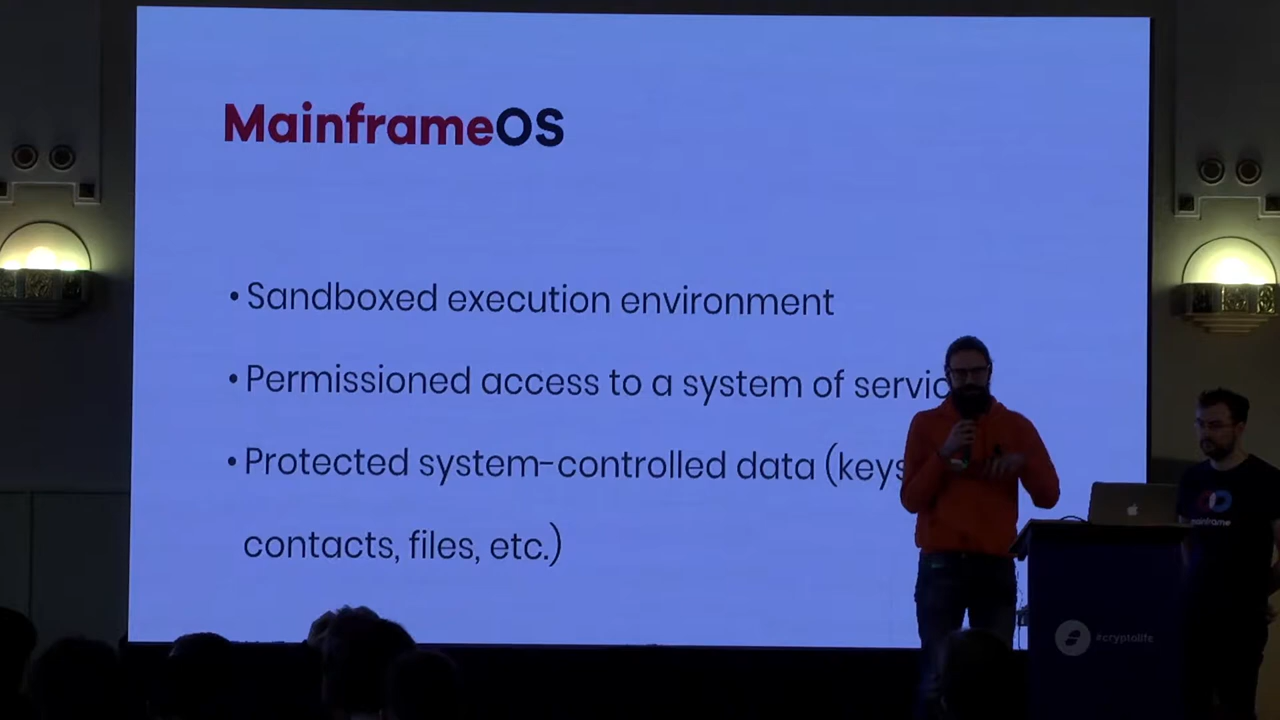 MainframeOS
• Sandboxed execution environment
• Permissioned access to a system of
• Protected system-controlled data (keys
contacts, files, etc.)
mainframe
#cryptolife